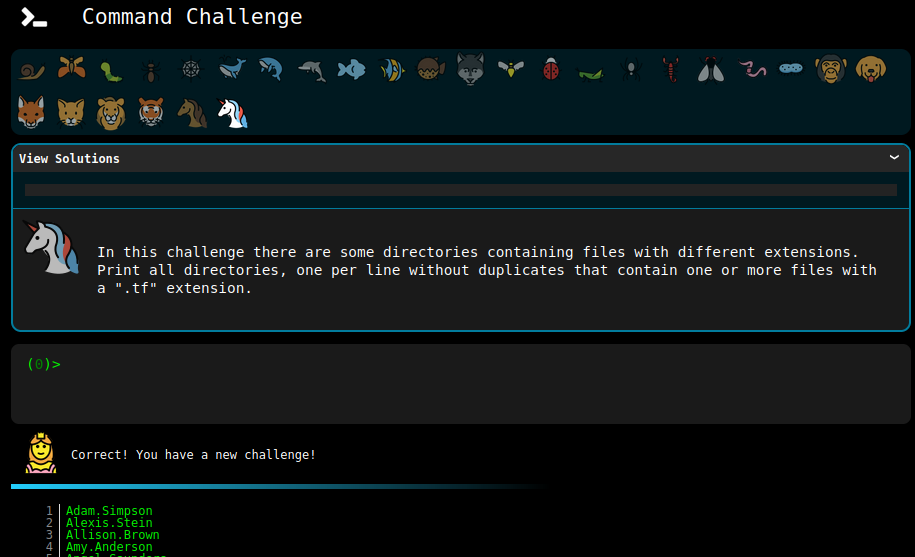 Command Challenge
View Solutions
In this challenge there are some directories containing files with different extensions.
Print all directories, one per line without duplicates that contain one or more files with
a ".tf" extension.
(0)>
Correct! You have a new challenge!
1 Adam.Simpson
2 Alexis.Stein
3 Allison.Brown
4 Amy.Anderson